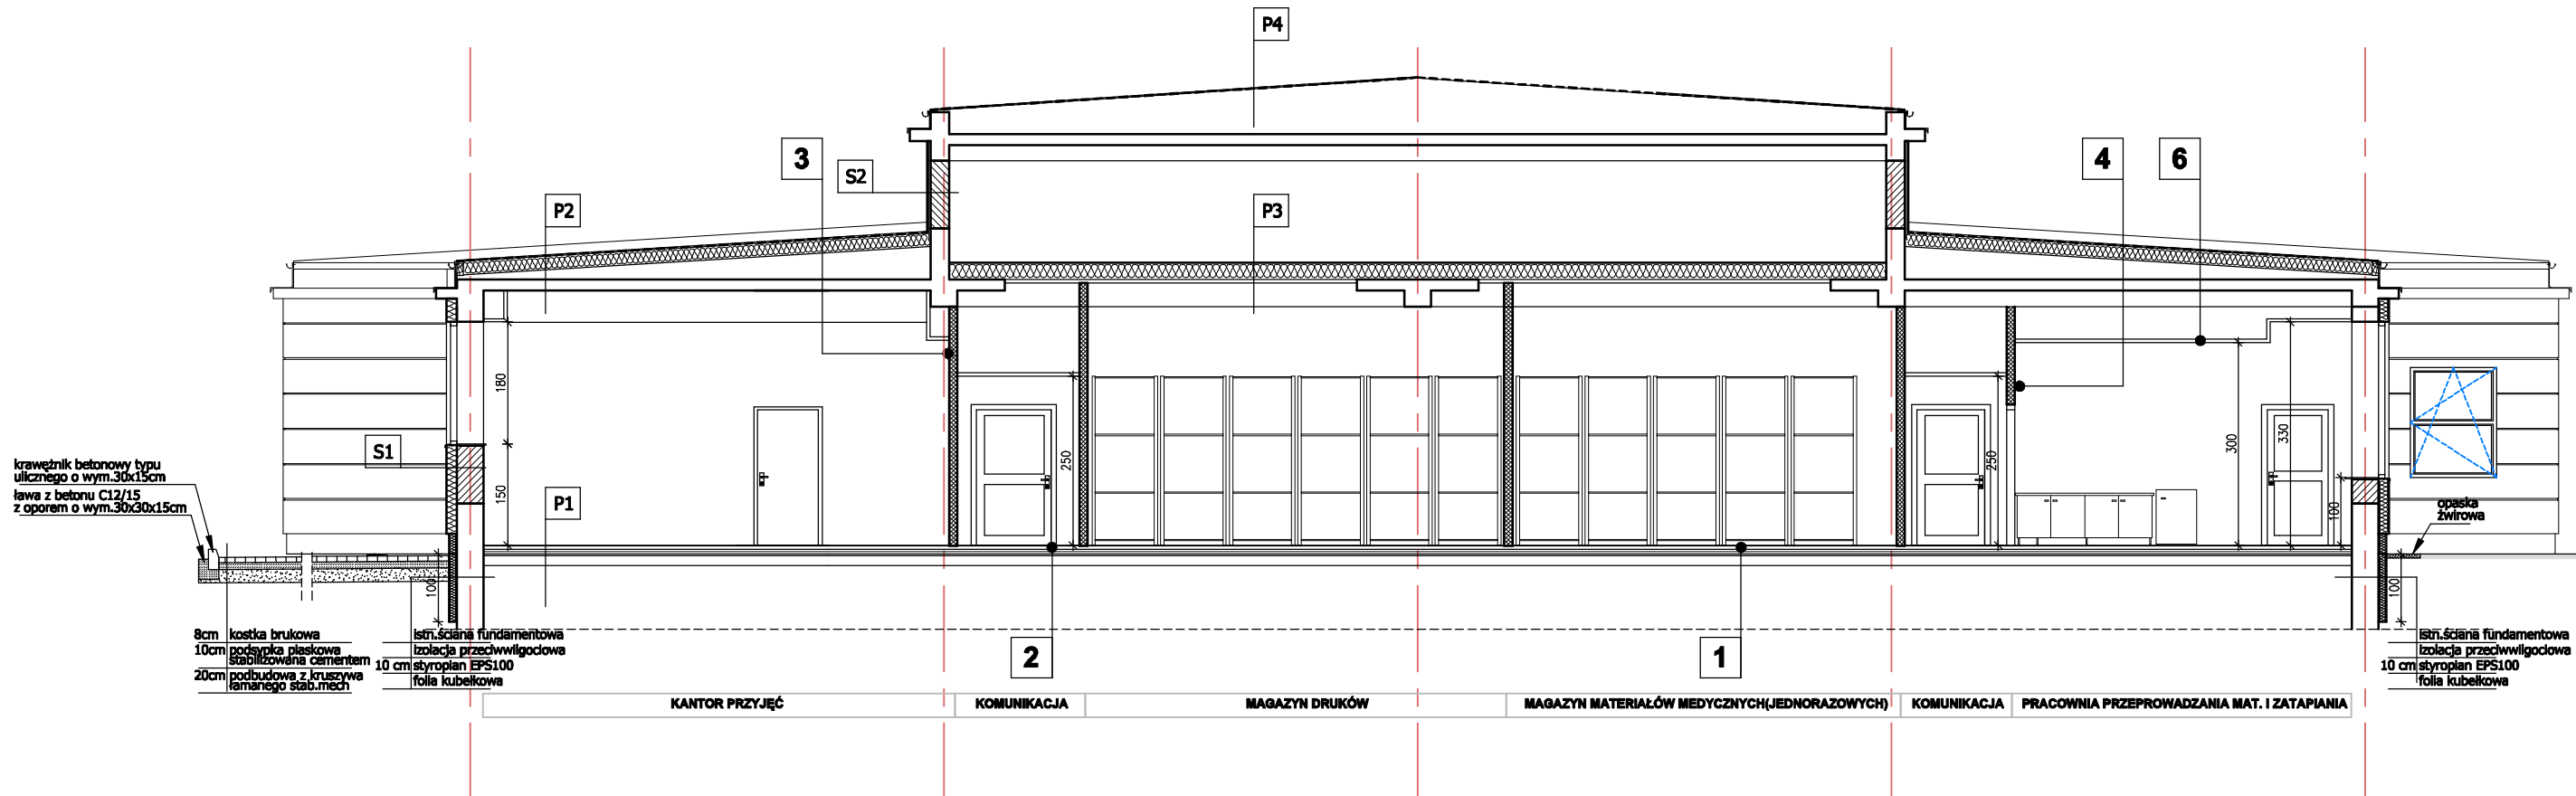 P4
3
S2
4
6
P2
P3
180
S1
250
250
300
330
krawężnik betonowy typu
ulicznego o wym.30x15cm
ława z betonu C12/15
z oporem o wym.30x30x15cm
150
P1
100
opaska
żwirowa
100
100
8cm kostka brukowa
10cm podsypka piaskowa
stabilizowana cementem
20cm podbudowa z kruszywa
łamanego stab.mech
istn.ściana fundamentowa
izolacja przeciwwilgociowa
10 cm styropian EPS100
folia kubełkowa
2
1
istn.ściana fundamentowa
izolacja przeciwwilgociowa
10 cm styropian EPS100
folia kubełkowa
KANTOR PRZYJĘĆ
KOMUNIKACJA
MAGAZYN DRUKÓW
MAGAZYN MATERIAŁÓW MEDYCZNYCH(JEDNORAZOWYCH)
KOMUNIKACJA
PRACOWNIA PRZEPROWADZANIA MAT. I ZATAPIANIA